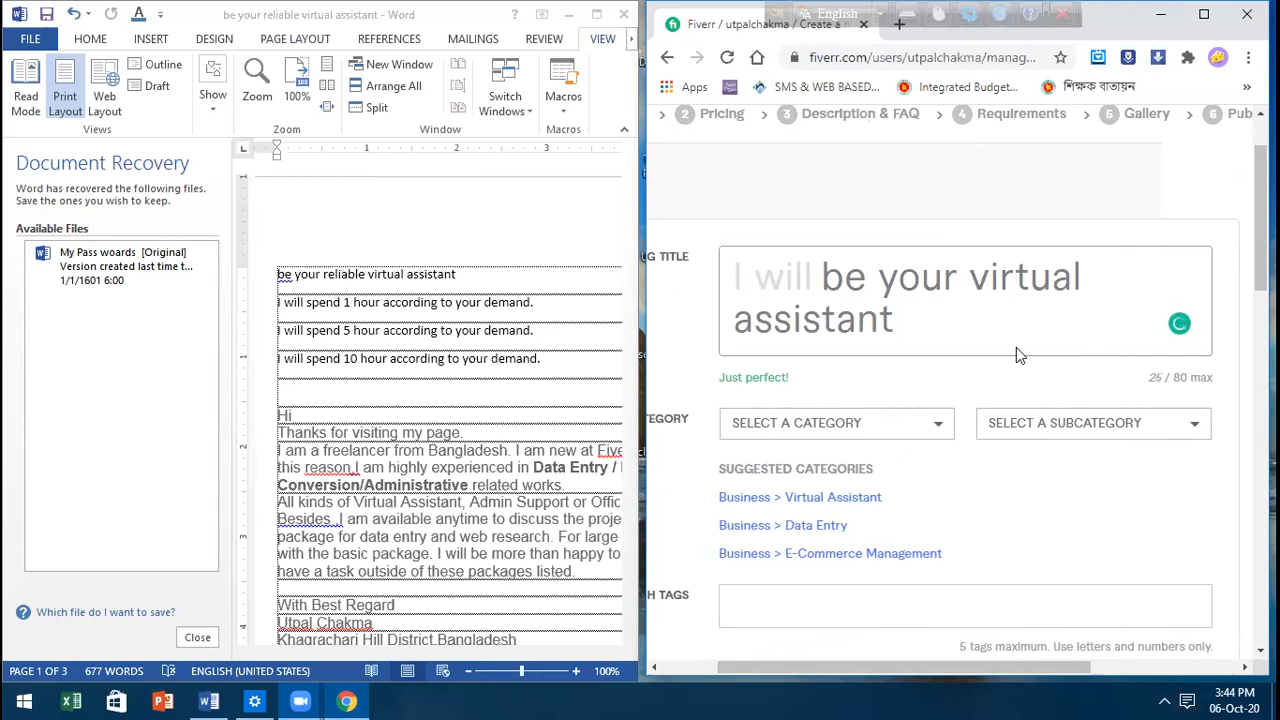 be your reliable virtual assistant - Word
FILE HOME INSERT DESIGN PAGE LAYOUT REFERENCES MAILINGS REVIEW VIEW
Read Mode
Print Layout
Web Layout
Outline
Draft
Views
Show
Zoom
100%
Zoom
New Window
Arrange All
Split
Switch Windows
Window
Macros
Macros
Document Recovery
Word has recovered the following files.
Save the ones you wish to keep.
Available Files
My Pass woards [Original]
Version created last time t...
1/1/1601 6:00
Which file do I want to save?
Close
1 2 3
be your reliable virtual assistant
I will spend 1 hour according to your demand.
I will spend 5 hour according to your demand.
I will spend 10 hour according to your demand.
Hi
Thanks for visiting my page.
I am a freelancer from Bangladesh. I am new at Five
this reason,I am highly experienced in Data Entry /
Conversion/Administrative related works.
All kinds of Virtual Assistant, Admin Support or Offic
Besides ,I am available anytime to discuss the proje
package for data entry and web research. For large
with the basic package. I will be more than happy to
have a task outside of these packages listed.
With Best Regard
Utpal Chakma
Khagrachari Hill District,Bangladesh
PAGE 1 OF 3 677 WORDS ENGLISH (UNITED STATES) 100%
Fiverr / utpalchakma / Create a
English
fiverr.com/users/utpalchakma/manag...
Apps SMS & WEB BASED... Integrated Budget... শিক্ষক বাতায়ন
2 Pricing 3 Description & FAQ 4 Requirements 5 Gallery 6 Pub
G TITLE
I will be your virtual
assistant
Just perfect! 25 / 80 max
TEGORY
SELECT A CATEGORY SELECT A SUBCATEGORY
SUGGESTED CATEGORIES
Business > Virtual Assistant
Business > Data Entry
Business > E-Commerce Management
H TAGS
5 tags maximum. Use letters and numbers only.
3:44 PM
06-Oct-20